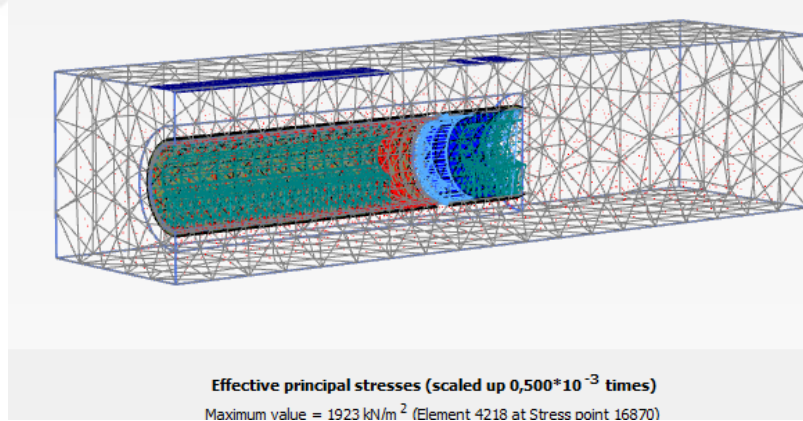 Effective principal stresses (scaled up 0,500*10 -3 times)
Maximum value = 1923 kN/m 2 (Element 4218 at Stress point 16870)